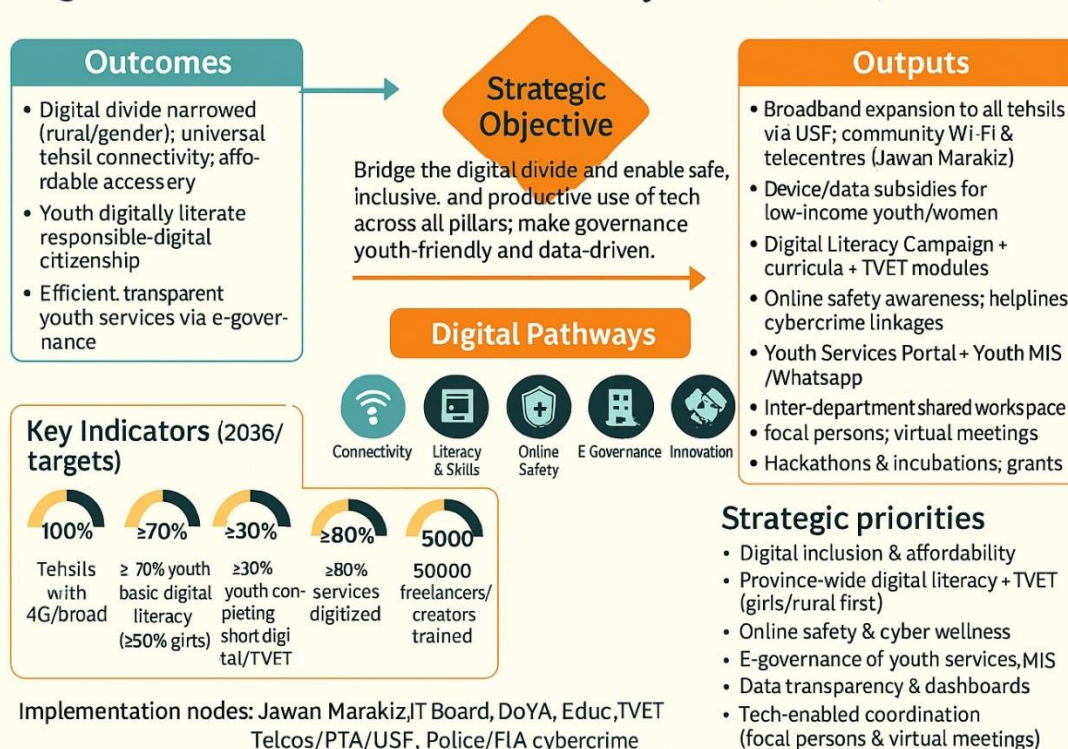 Outcomes
• Digital divide narrowed
(rural/gender); universal
tehsil connectivity; affo-
rdable accessery
• Youth digitally literate
responsible-digital
citizenship
• Efficient. transparent
youth services via e-gover-
nance
Strategic
Objective
Bridge the digital divide and enable safe,
inclusive. and productive use of tech
across all pillars; make governance
youth-friendly and data-driven.
Digital Pathways
Connectivity
Literacy
& Skills
Online
Safety
E Governance
Innovation
Outputs
• Broadband expansion to all tehsils
via USF; community Wi-Fi &
telecentres (Jawan Marakiz)
• Device/data subsidies for
low-income youth/women
• Digital Literacy Campaign +
curricula + TVET modules
• Online safety awareness; helplines
cybercrime linkages
• Youth Services Portal + Youth MIS
/Whatsapp
• Inter-department shared workspace
• focal persons; virtual meetings
• Hackathons & incubations; grants
Key Indicators (2036/
targets)
100%
Tehsils
with
4G/broad
≥70%
≥ 70% youth
basic digital
literacy
(≥50% girts)
≥30%
≥30%
youth con-
pieting
short digi
tal/TVET
≥80%
≥80%
services
digitized
5000
50000
freelancers/
creators
trained
Strategic priorities
• Digital inclusion & affordability
• Province-wide digital literacy + TVET
(girls/rural first)
• Online safety & cyber wellness
• E-governance of youth services, MIS
• Data transparency & dashboards
• Tech-enabled coordination
(focal persons & virtual meetings)
Implementation nodes: Jawan Marakiz,IT Board, DoYA, Educ,TVET
Telcos/PTA/USF, Police/FIA cybercrime